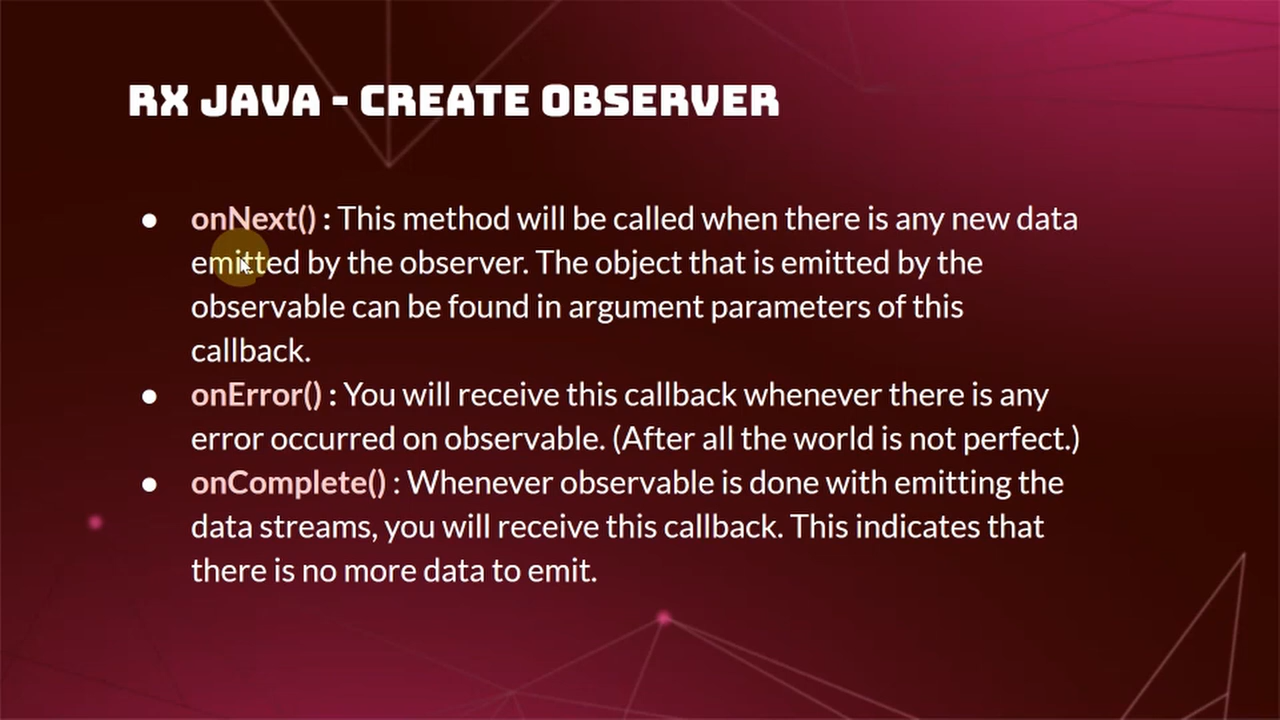 RX JAVA - CREATE OBSERVER
● onNext() : This method will be called when there is any new data
emitted by the observer. The object that is emitted by the
observable can be found in argument parameters of this
callback.
● onError() : You will receive this callback whenever there is any
error occurred on observable. (After all the world is not perfect.)
● onComplete() : Whenever observable is done with emitting the
data streams, you will receive this callback. This indicates that
there is no more data to emit.